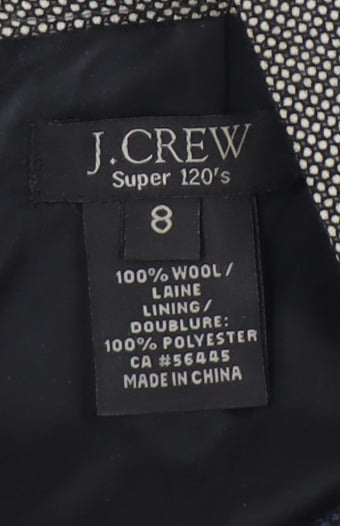 J.CREW
Super 120's
8
100% WOOL /
LAINE
LINING /
DOUBLURE:
100% POLYESTER
CA #56445
MADE IN CHINA